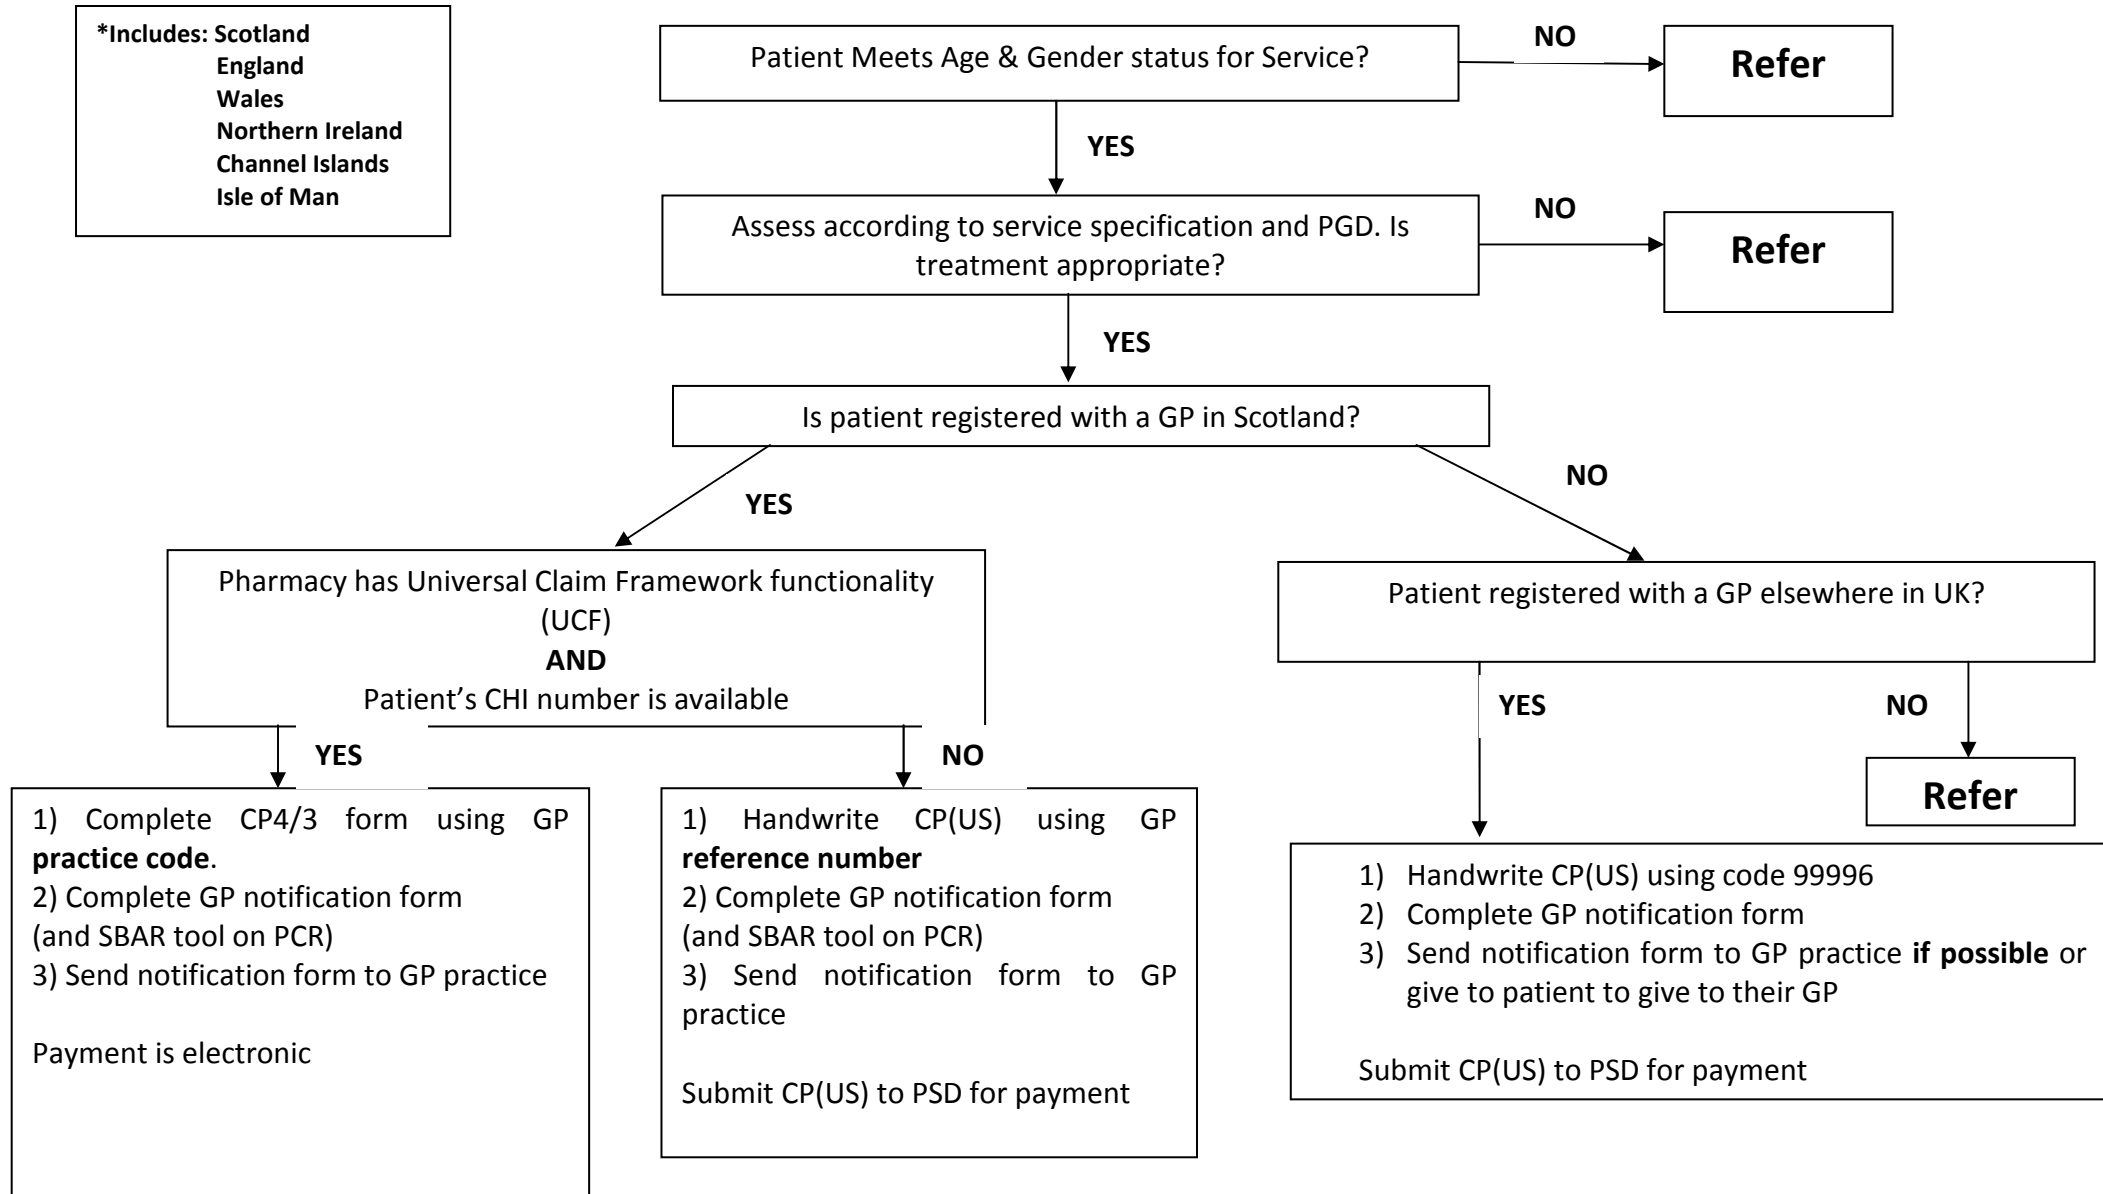 *Includes: Scotland
England
Wales
Northern Ireland
Channel Islands
Isle of Man
Patient Meets Age & Gender status for Service?
NO
Refer
YES
Assess according to service specification and PGD. Is
treatment appropriate?
NO
Refer
YES
Is patient registered with a GP in Scotland?
YES
NO
Pharmacy has Universal Claim Framework functionality
(UCF)
AND
Patient’s CHI number is available
Patient registered with a GP elsewhere in UK?
YES
NO
YES
NO
Refer
1) Complete CP4/3 form using GP
practice code.
2) Complete GP notification form
(and SBAR tool on PCR)
3) Send notification form to GP practice
Payment is electronic
1) Handwrite CP(US) using GP
reference number
2) Complete GP notification form
(and SBAR tool on PCR)
3) Send notification form to GP
practice
Submit CP(US) to PSD for payment
1) Handwrite CP(US) using code 99996
2) Complete GP notification form
3) Send notification form to GP practice if possible or
give to patient to give to their GP
Submit CP(US) to PSD for payment